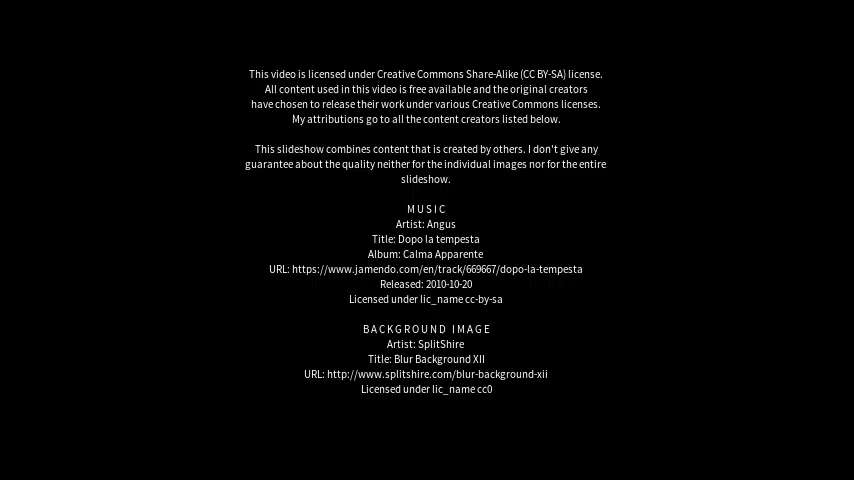 This video is licensed under Creative Commons Share-Alike (CC BY-SA) license.
All content used in this video is free available and the original creators
have chosen to release their work under various Creative Commons licenses.
My attributions go to all the content creators listed below.
This slideshow combines content that is created by others. I don't give any
guarantee about the quality neither for the individual images nor for the entire
slideshow.
MUSIC
Artist: Angus
Title: Dopo la tempesta
Album: Calma Apparente
URL: https://www.jamendo.com/en/track/669667/dopo-la-tempesta
Released: 2010-10-20
Licensed under lic_name cc-by-sa
BACKGROUND IMAGE
Artist: SplitShire
Title: Blur Background XII
URL: http://www.splitshire.com/blur-background-xii
Licensed under lic_name cc0